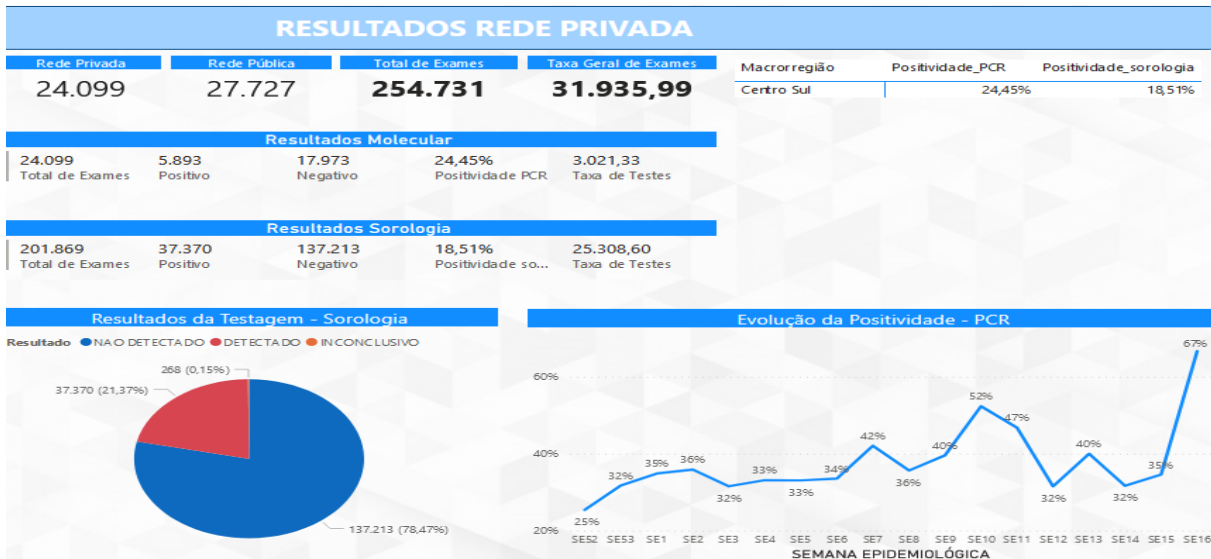 RESULTADOS REDE PRIVADA
Rede Privada Rede Pública Total de Exames Taxa Geral de Exames
24.099 27.727 254.731 31.935,99
Macrorregião Positividade_PCR Positividade_sorologia
Centro Sul 24,45% 18,51%
Resultados Molecular
24.099 5.893 17.973 24,45% 3.021,33
Total de Exames Positivo Negativo Positividade PCR Taxa de Testes
Resultados Sorologia
201.869 37.370 137.213 18,51% 25.308,60
Total de Exames Positivo Negativo Positividade so... Taxa de Testes
Resultados da Testagem - Sorologia
Resultado NAO DETECTADO DETECTADO INCONCLUSIVO
268 (0,15%)
37.370 (21,37%)
137.213 (78,47%)
Evolução da Positividade - PCR
60%
40%
20%
25% 32% 35% 36% 32% 33% 33% 34% 42% 36% 40% 52% 47% 32% 40% 32% 35% 67%
SE52 SE53 SE1 SE2 SE3 SE4 SE5 SE6 SE7 SE8 SE9 SE10 SE11 SE12 SE13 SE14 SE15 SE16
SEMANA EPIDEMIOLÓGICA